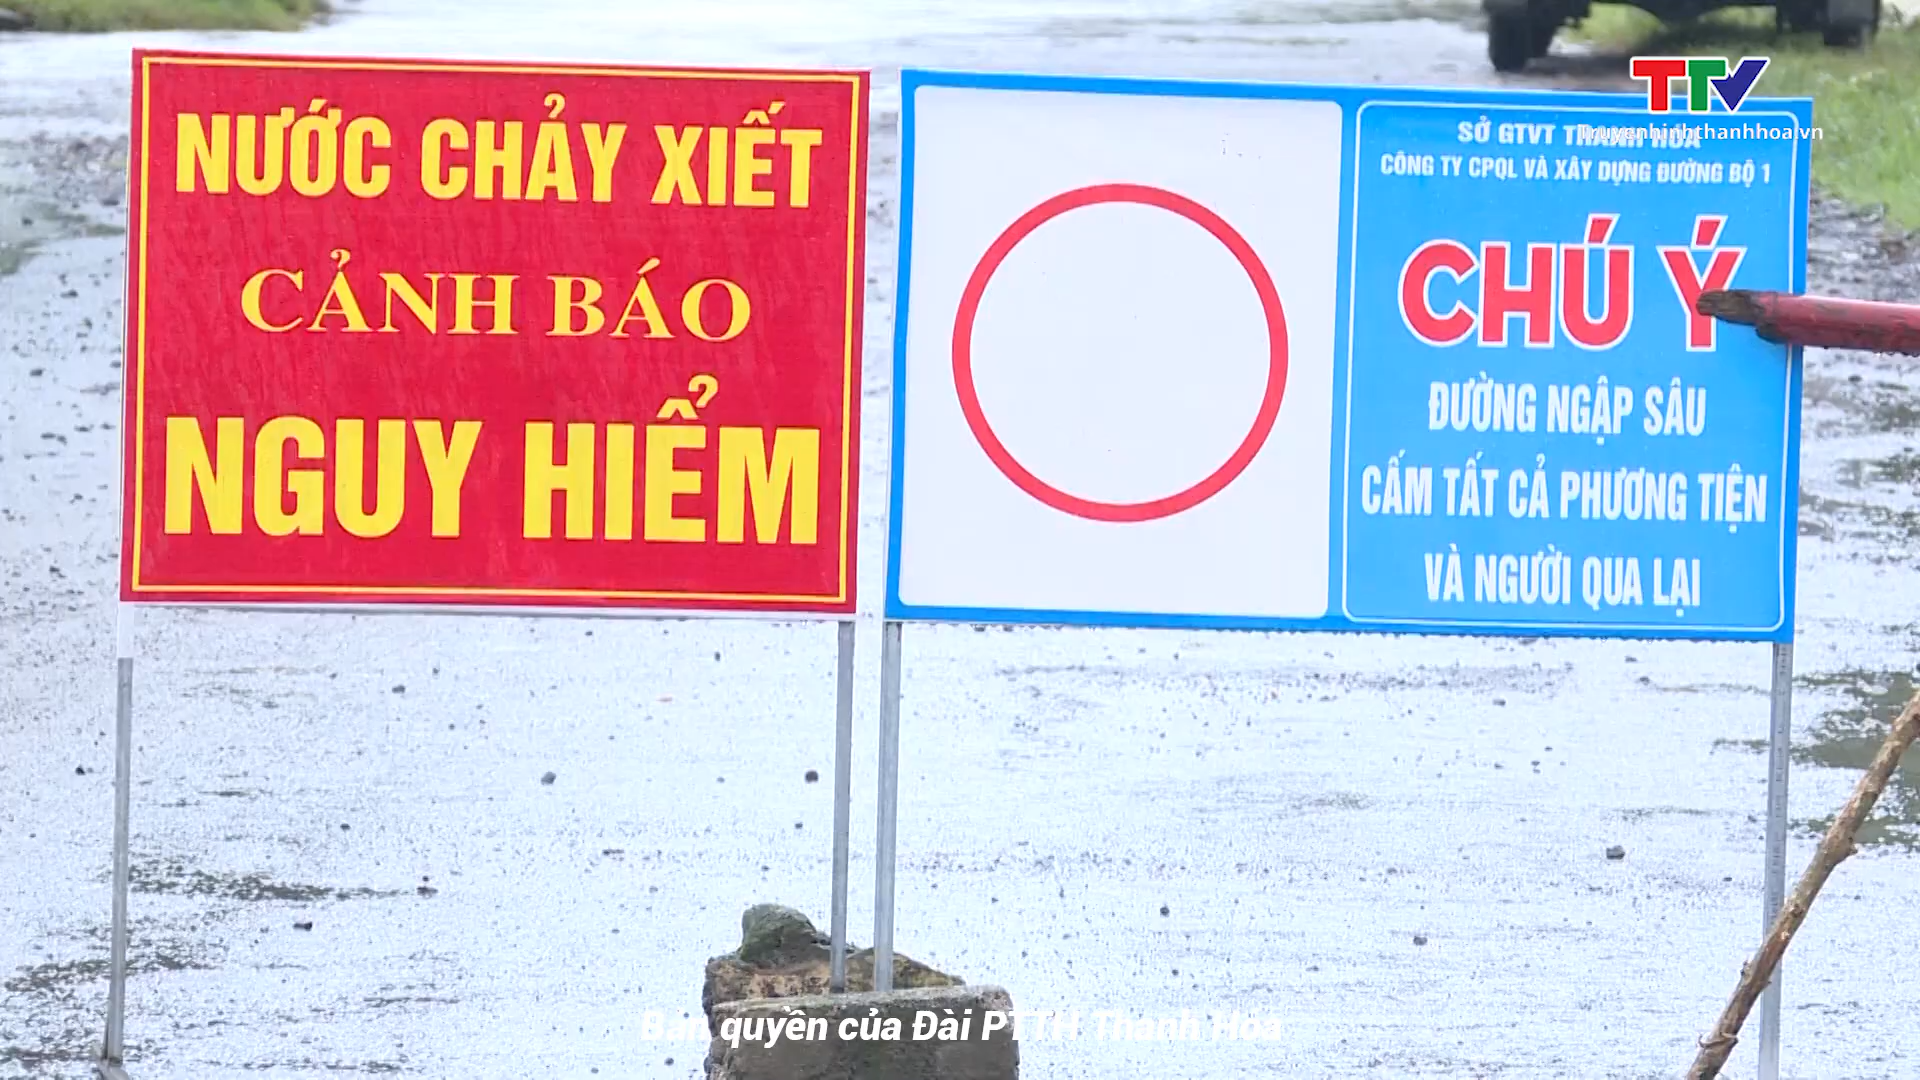 NƯỚC CHẢY XIẾT
CẢNH BÁO
NGUY HIỂM
TTV
Truyenhinhthanhhoa.vn
SỞ GTVT THANH HÓA
CÔNG TY CPQL VÀ XÂY DỰNG ĐƯỜNG BỘ 1
CHÚ Ý
ĐƯỜNG NGẬP SÂU
CẤM TẤT CẢ PHƯƠNG TIỆN
VÀ NGƯỜI QUA LẠI
Bản quyền của Đài PTTH Thanh Hóa